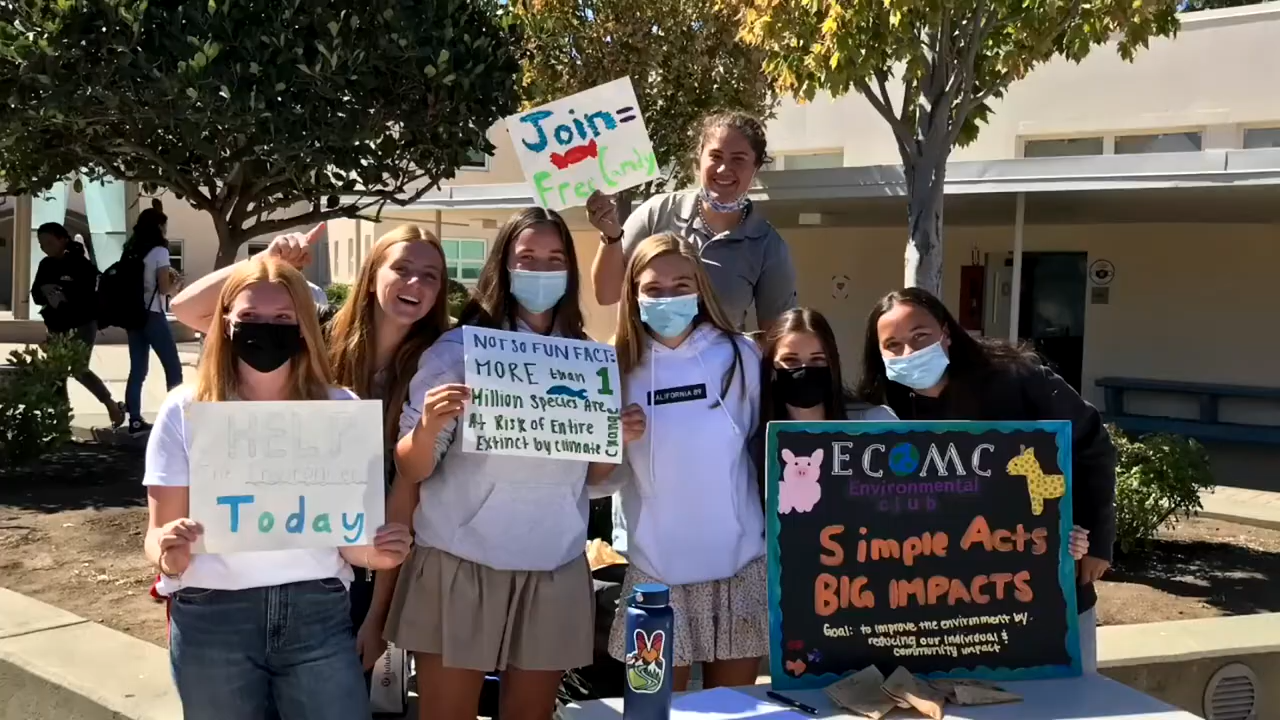 Join=
Free Candy
NOT SO FUN FACT:
MORE than 1
Million Species Are
At Risk of Entire
Extinct by climate
change
HELP
The Environment
Today
CALIFORNIA 89
ECOMC
Environmental
club
Simple Acts
BIG IMPACTS
Goal: to improve the environment by
reducing our individual &
community impact